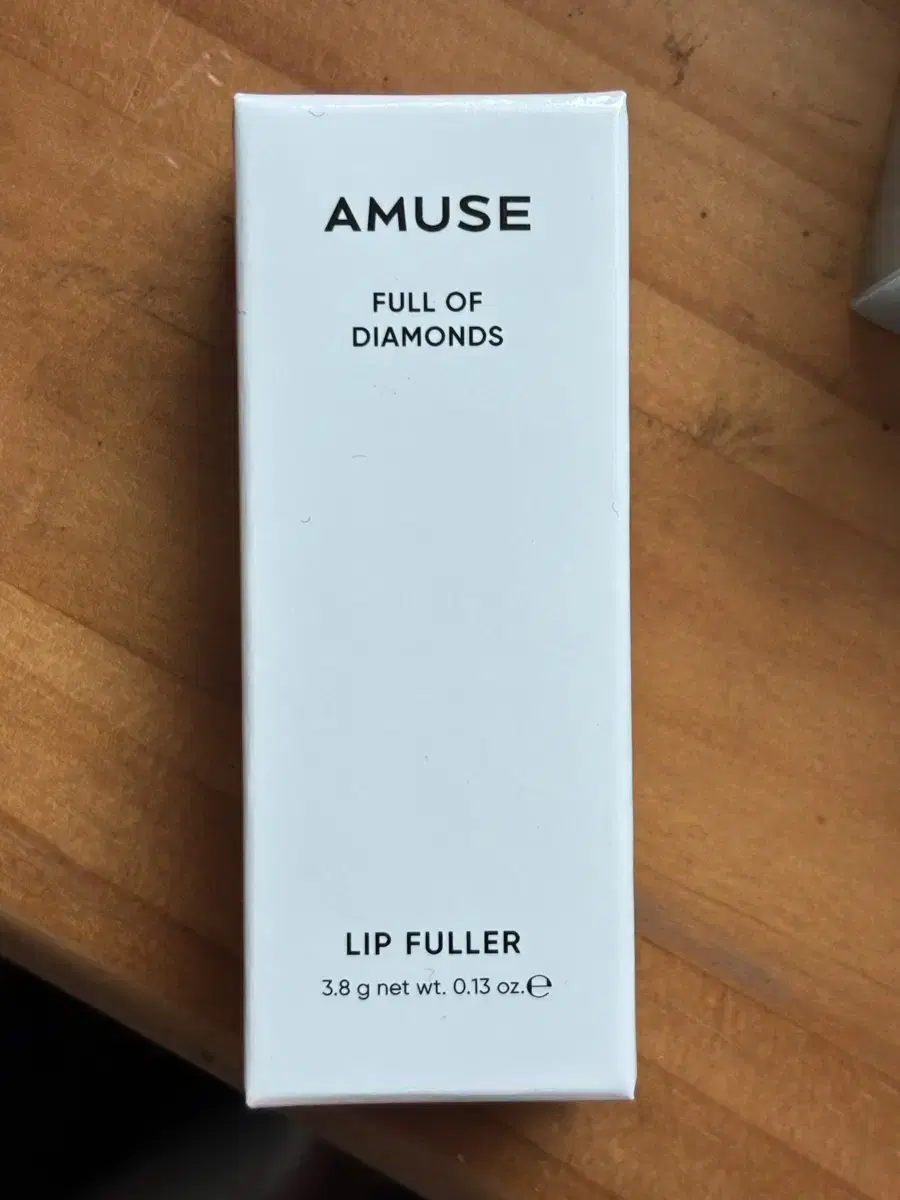 AMUSE
FULL OF
DIAMONDS
LIP FULLER
3.8 g net wt. 0.13 oz.℮